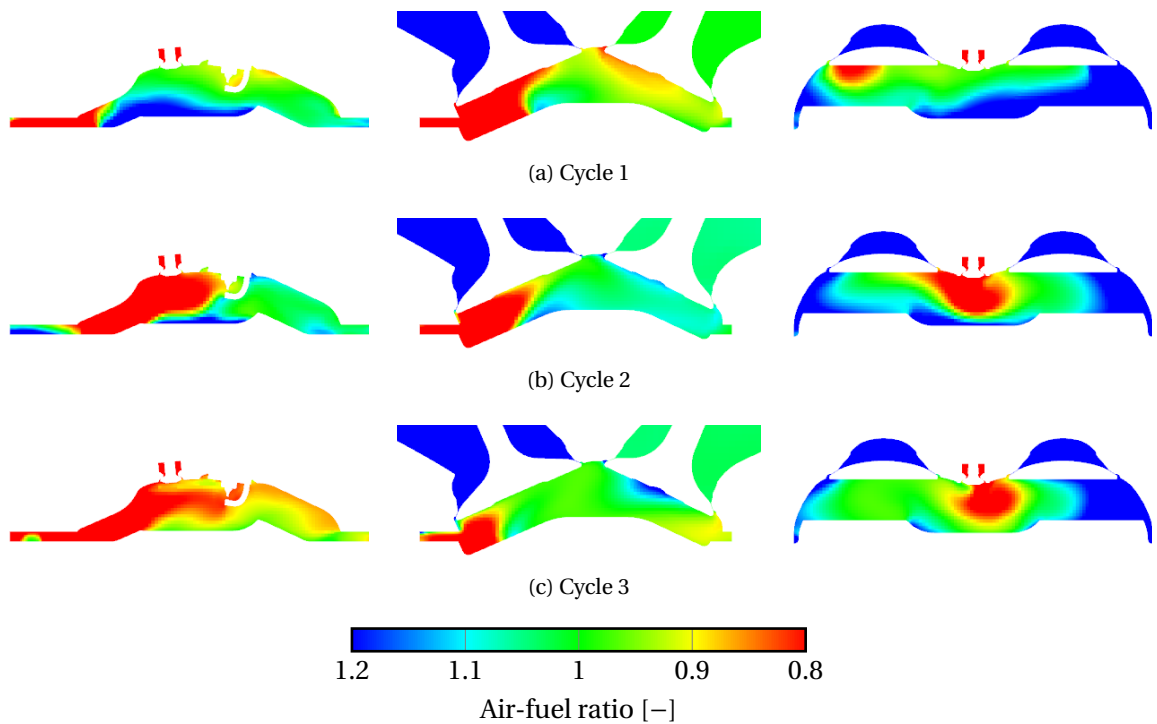 (a) Cycle 1
(b) Cycle 2
(c) Cycle 3
1.2 1.1 1 0.9 0.8
Air-fuel ratio [−]